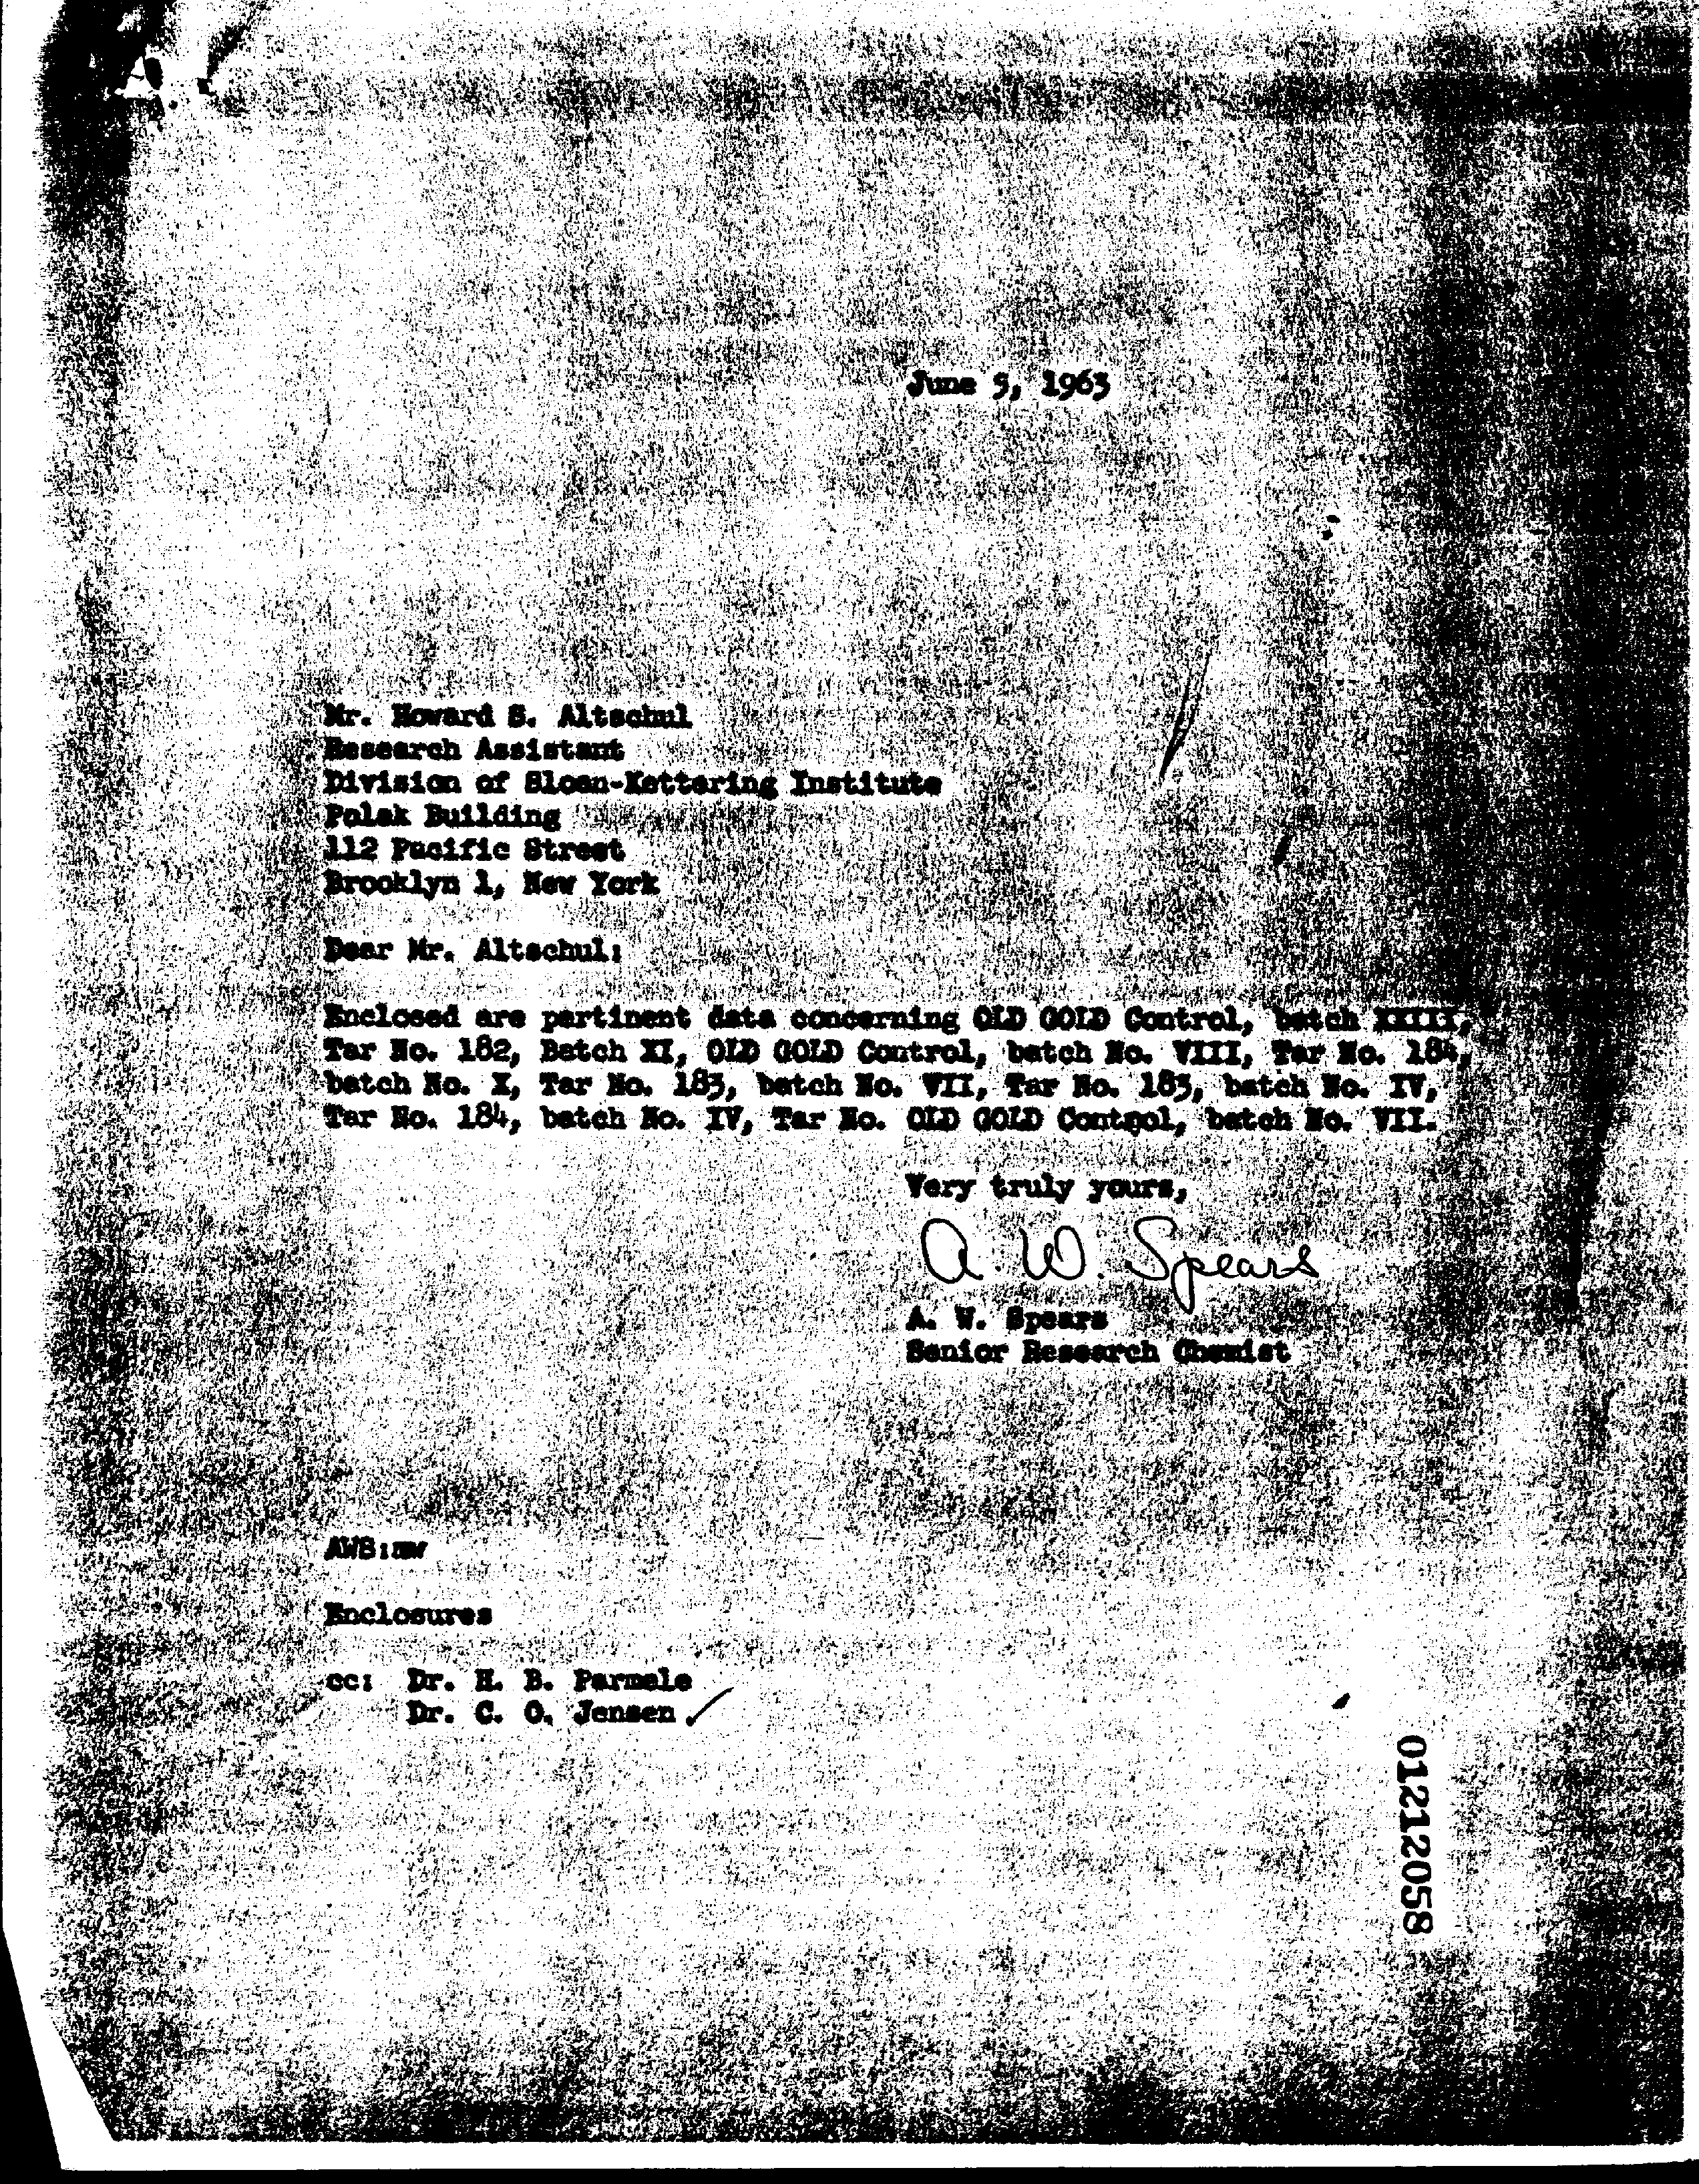 June 5, 1963
Mr. Howard S. Altschul
Research Assistant
Division of Sloan-Kettering Institute
Polak Building
112 Pacific Street
Brooklyn 1, New York
Dear Mr. Altschul:
Enclosed are pertinent data concerning OLD GOLD Control, batch XXIII,
Tar No. 182, Batch XI, OLD GOLD Control, batch No. VIII, Tar No. 184,
batch No. X, Tar No. 183, batch No. VII, Tar No. 183, batch No. IV,
Tar No. 184, batch No. IV, Tar No. OLD GOLD Control, batch No. VII.
Very truly yours,
A. W. Spears
A. W. Spears
Senior Research Chemist
AWS:mw
Enclosures
cc: Dr. H. B. Parmele
Dr. C. O. Jensen
01212058